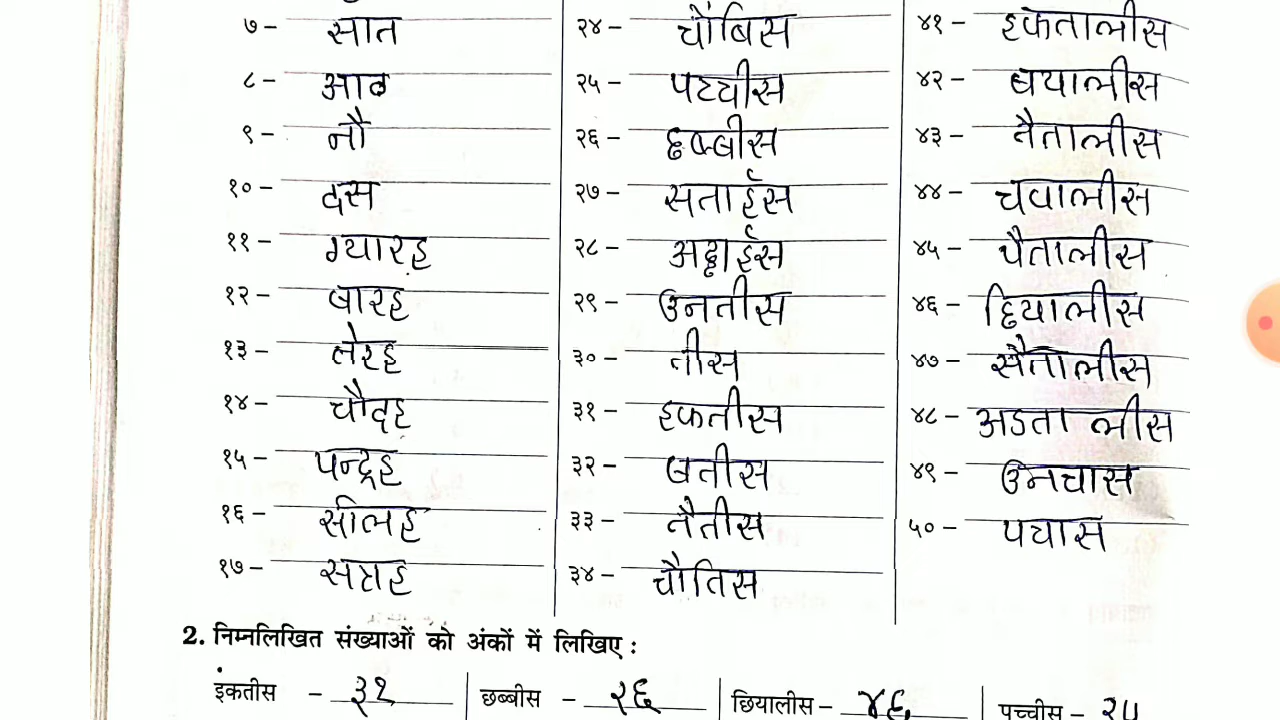 ७ - सात
८ - आठ
९ - नौ
१० - दस
११ - ग्यारह
१२ - बारह
१३ - तेरह
१४ - चौदह
१५ - पन्द्रह
१६ - सोलह
१७ - सत्रह
२४ - चौबिस
२५ - पच्चीस
२६ - छब्बीस
२७ - सताईस
२८ - अठ्ठाईस
२९ - उनतीस
३० - तीस
३१ - इकतीस
३२ - बतीस
३३ - तैतीस
३४ - चौतिस
४१ - इकतालीस
४२ - बयालीस
४३ - तैतालीस
४४ - चवालीस
४५ - पैतालीस
४६ - छियालीस
४७ - सैतालीस
४८ - अडतालीस
४९ - उनचास
५० - पचास
2. निम्नलिखित संख्याओं को अंकों में लिखिए :
इंकतीस - ३१ छब्बीस - २६ छियालीस - ४६ पच्चीस - २५